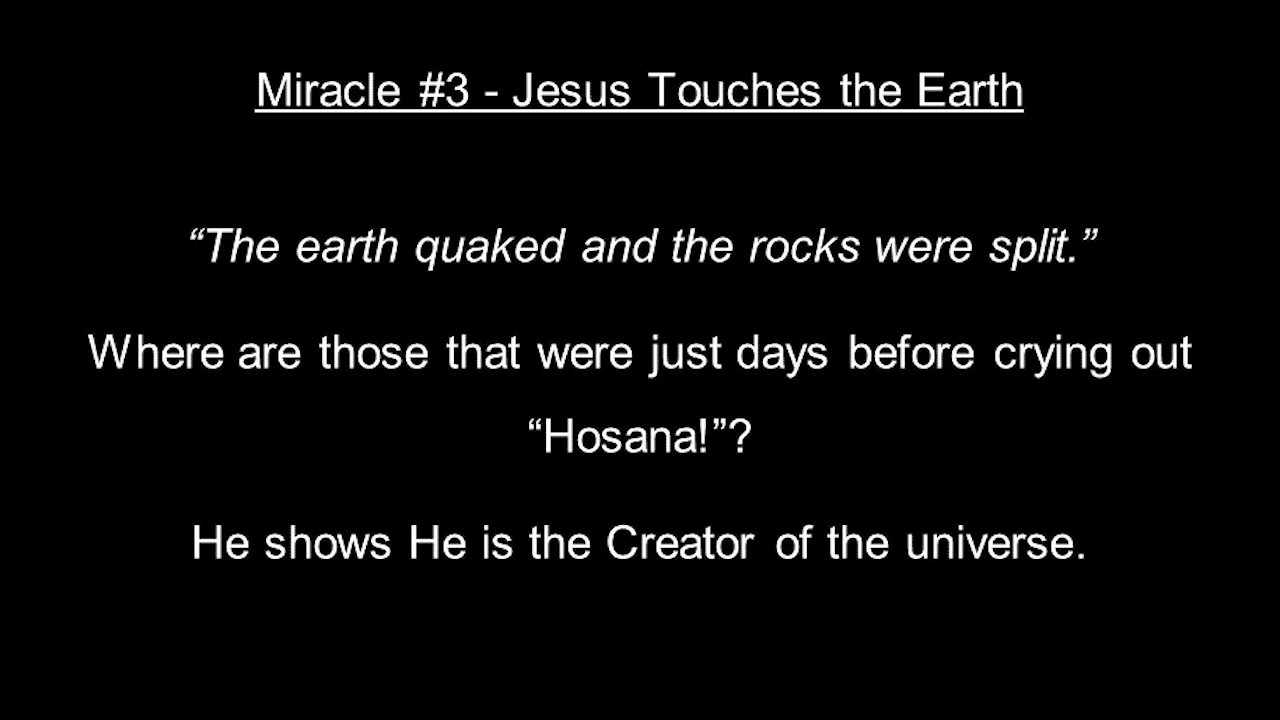 Miracle #3 - Jesus Touches the Earth
“The earth quaked and the rocks were split.”
Where are those that were just days before crying out
“Hosana!”?
He shows He is the Creator of the universe.